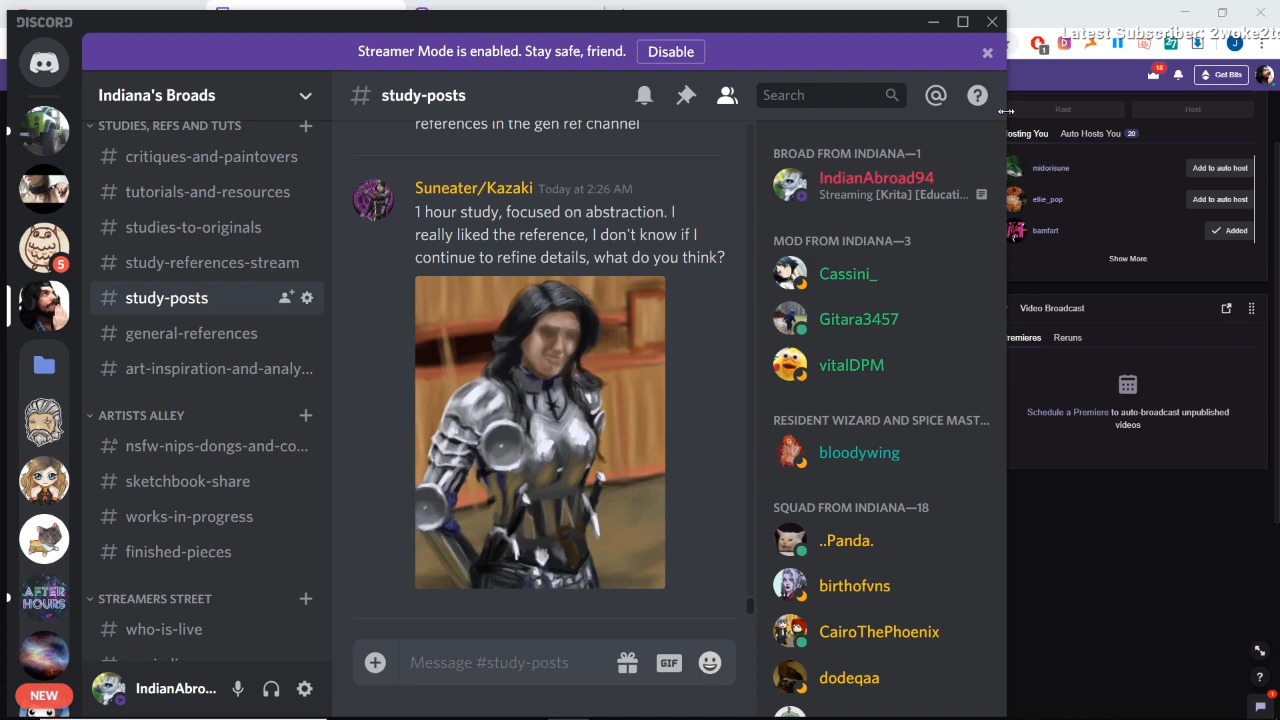 DISCORD
Latest Subscriber: 2woke2to
Streamer Mode is enabled. Stay safe, friend.
Disable
18
Get Bits
Indiana's Broads
STUDIES, REFS AND TUTS
critiques-and-paintovers
tutorials-and-resources
studies-to-originals
study-references-stream
study-posts
general-references
art-inspiration-and-analy...
ARTISTS ALLEY
nsfw-nips-dongs-and-co...
sketchbook-share
works-in-progress
finished-pieces
STREAMERS STREET
who-is-live
IndianAbro...
5
AFTER HOURS
NEW
# study-posts
Search
references in the gen ref channel
Suneater/Kazaki Today at 2:26 AM
1 hour study, focused on abstraction. I
really liked the reference, I don't know if I
continue to refine details, what do you think?
Message #study-posts
GIF
BROAD FROM INDIANA—1
IndianAbroad94
Streaming [Krita] [Educati...
MOD FROM INDIANA—3
Cassini_
Gitara3457
vitalDPM
RESIDENT WIZARD AND SPICE MAST...
bloodywing
SQUAD FROM INDIANA—18
..Panda.
birthofvns
CairoThePhoenix
dodeqaa
Raid
Host
osting You
Auto Hosts You 20
midorisune
Add to auto host
ellie_pop
Add to auto host
bamfart
Added
Show More
Video Broadcast
remieres
Reruns
Schedule a Premiere to auto-broadcast unpublished
videos